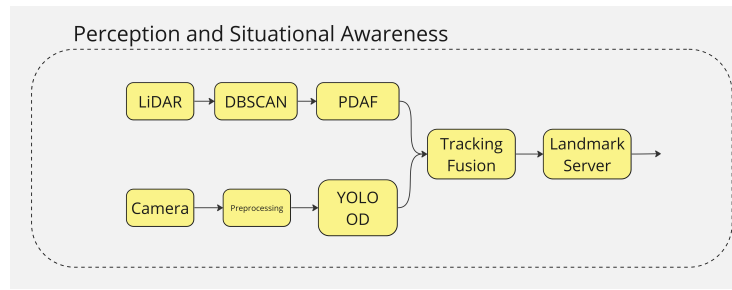 Perception and Situational Awareness
LiDAR
DBSCAN
PDAF
Tracking
Fusion
Landmark
Server
Camera
Preprocessing
YOLO
OD